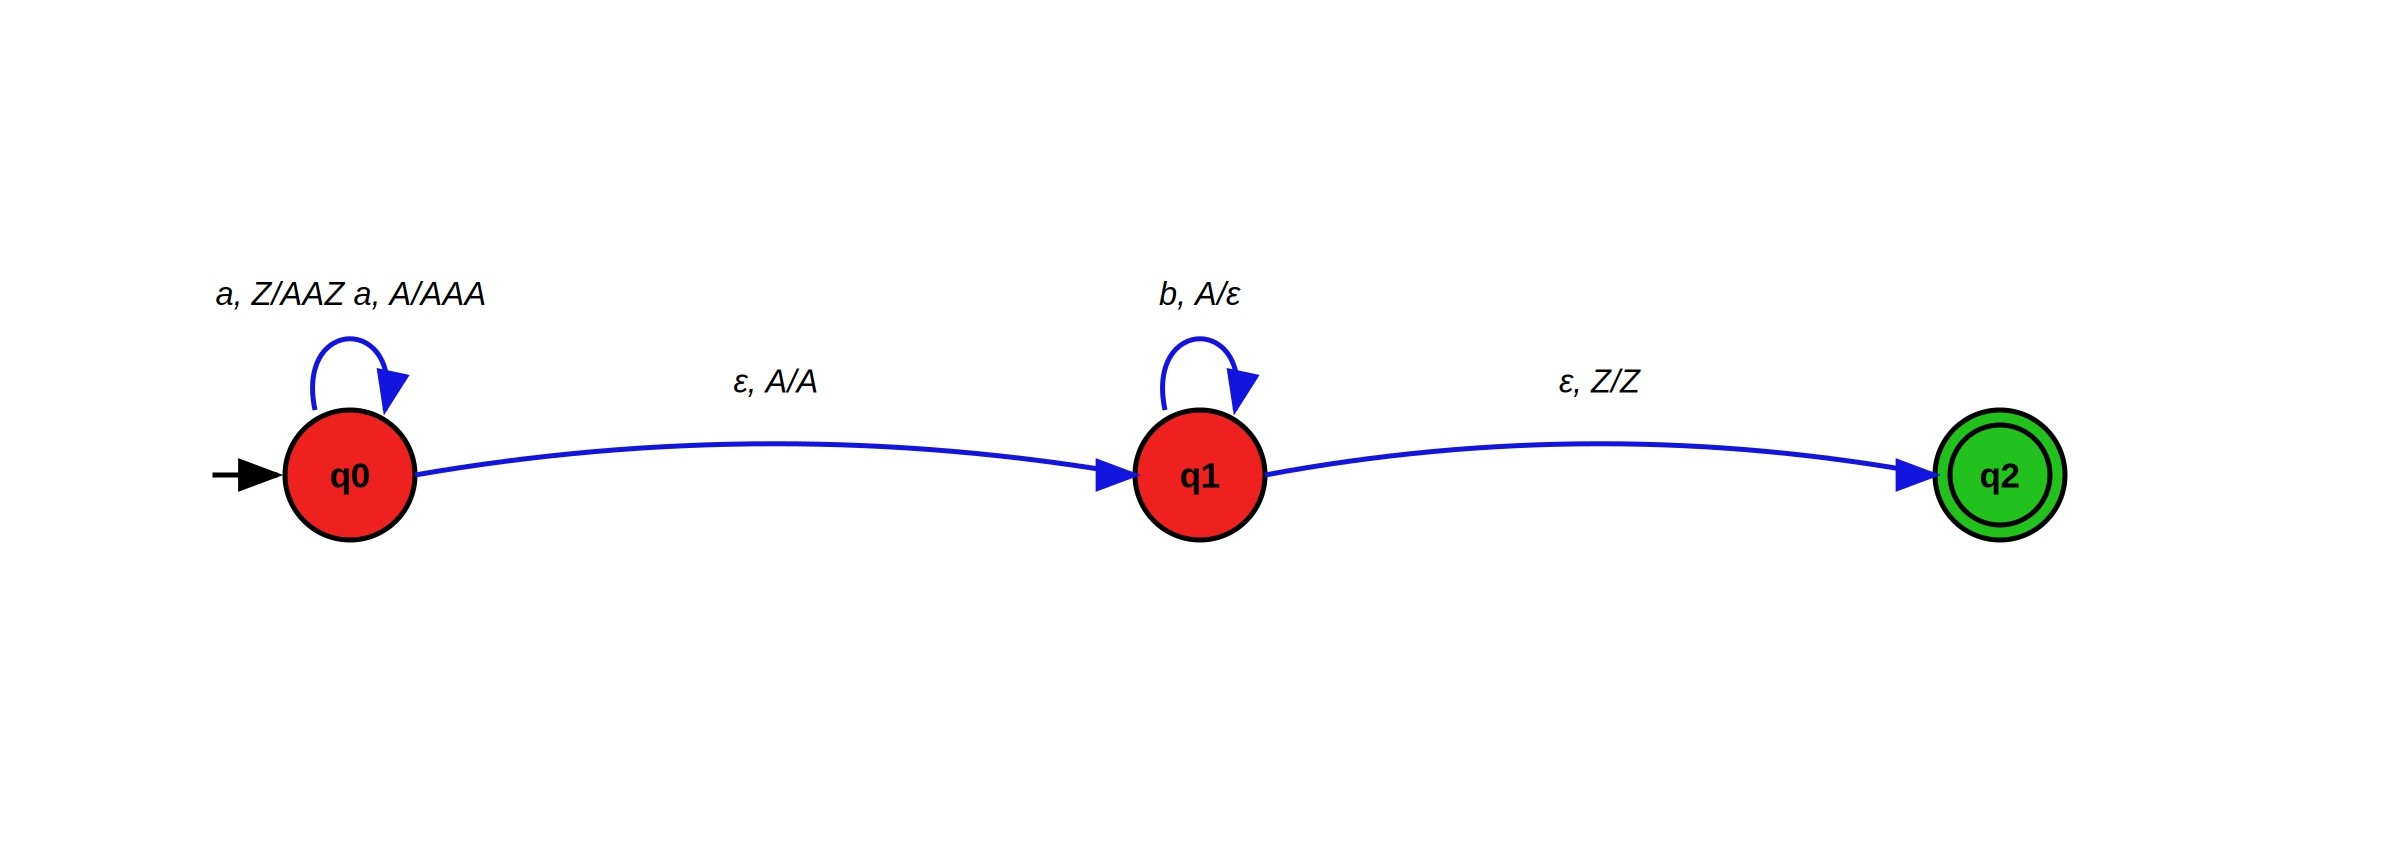 a, Z/AAZ a, A/AAA
b, A/ε
ε, A/A
ε, Z/Z
q0
q1
q2